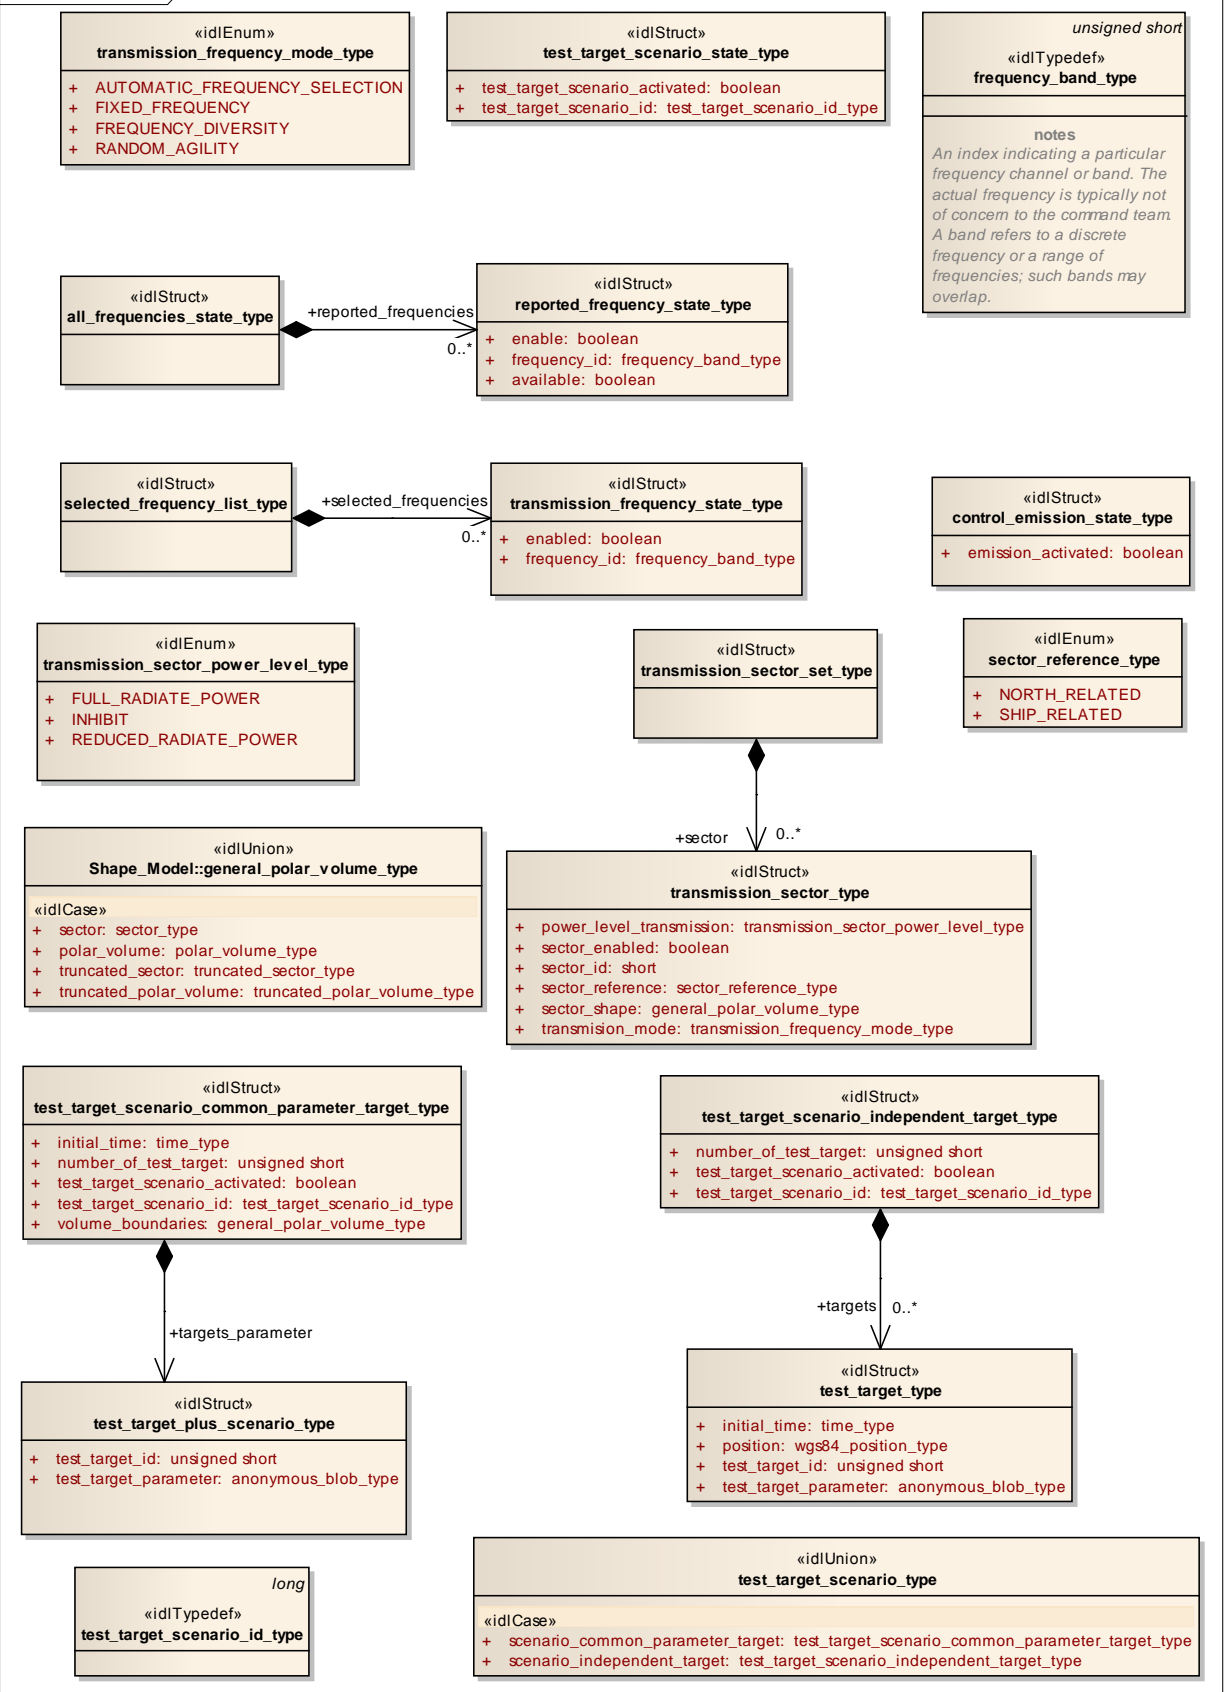 «idlEnum»
transmission_frequency_mode_type
+ AUTOMATIC_FREQUENCY_SELECTION
+ FIXED_FREQUENCY
+ FREQUENCY_DIVERSITY
+ RANDOM_AGILITY
«idlStruct»
test_target_scenario_state_type
+ test_target_scenario_activated: boolean
+ test_target_scenario_id: test_target_scenario_id_type
unsigned short
«idlTypedef»
frequency_band_type
notes
An index indicating a particular
frequency channel or band. The
actual frequency is typically not
of concern to the command team.
A band refers to a discrete
frequency or a range of
frequencies; such bands may
overlap.
«idlStruct»
all_frequencies_state_type
+reported_frequencies
0..*
«idlStruct»
reported_frequency_state_type
+ enable: boolean
+ frequency_id: frequency_band_type
+ available: boolean
«idlStruct»
selected_frequency_list_type
+selected_frequencies
0..*
«idlStruct»
transmission_frequency_state_type
+ enabled: boolean
+ frequency_id: frequency_band_type
«idlStruct»
control_emission_state_type
+ emission_activated: boolean
«idlEnum»
transmission_sector_power_level_type
+ FULL_RADIATE_POWER
+ INHIBIT
+ REDUCED_RADIATE_POWER
«idlStruct»
transmission_sector_set_type
«idlEnum»
sector_reference_type
+ NORTH_RELATED
+ SHIP_RELATED
+sector
0..*
«idlUnion»
Shape_Model::general_polar_volume_type
«idlCase»
+ sector: sector_type
+ polar_volume: polar_volume_type
+ truncated_sector: truncated_sector_type
+ truncated_polar_volume: truncated_polar_volume_type
«idlStruct»
transmission_sector_type
+ power_level_transmission: transmission_sector_power_level_type
+ sector_enabled: boolean
+ sector_id: short
+ sector_reference: sector_reference_type
+ sector_shape: general_polar_volume_type
+ transmision_mode: transmission_frequency_mode_type
«idlStruct»
test_target_scenario_common_parameter_target_type
+ initial_time: time_type
+ number_of_test_target: unsigned short
+ test_target_scenario_activated: boolean
+ test_target_scenario_id: test_target_scenario_id_type
+ volume_boundaries: general_polar_volume_type
«idlStruct»
test_target_scenario_independent_target_type
+ number_of_test_target: unsigned short
+ test_target_scenario_activated: boolean
+ test_target_scenario_id: test_target_scenario_id_type
+targets_parameter
+targets
0..*
«idlStruct»
test_target_plus_scenario_type
+ test_target_id: unsigned short
+ test_target_parameter: anonymous_blob_type
«idlStruct»
test_target_type
+ initial_time: time_type
+ position: wgs84_position_type
+ test_target_id: unsigned short
+ test_target_parameter: anonymous_blob_type
long
«idlTypedef»
test_target_scenario_id_type
«idlUnion»
test_target_scenario_type
«idlCase»
+ scenario_common_parameter_target: test_target_scenario_common_parameter_target_type
+ scenario_independent_target: test_target_scenario_independent_target_type